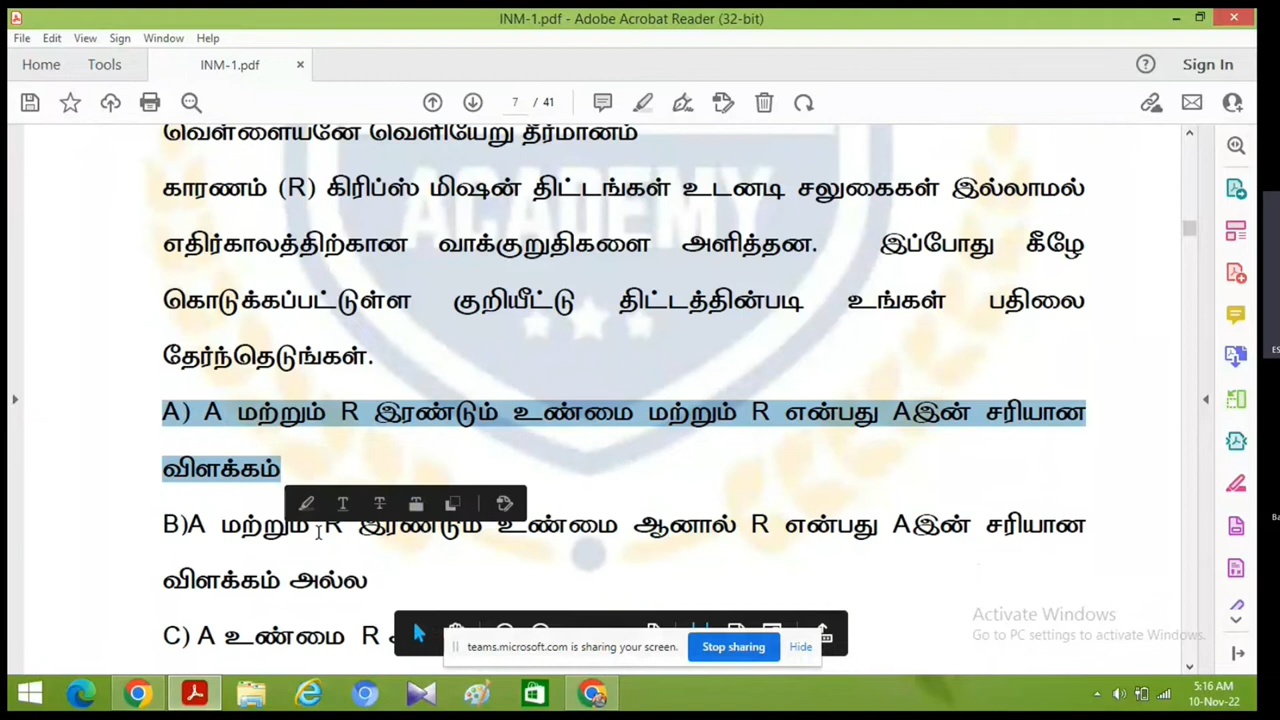 INM-1.pdf - Adobe Acrobat Reader (32-bit)
File Edit View Sign Window Help
Home Tools INM-1.pdf × Sign In
7 / 41
வெள்ளையனே வெளியேறு தீர்மானம்
காரணம் (R) கிரிப்ஸ் மிஷன் திட்டங்கள் உடனடி சலுகைகள் இல்லாமல்
எதிர்காலத்திற்கான வாக்குறுதிகளை அளித்தன. இப்போது கீழே
கொடுக்கப்பட்டுள்ள குறியீட்டு திட்டத்தின்படி உங்கள் பதிலை
தேர்ந்தெடுங்கள்.
A) A மற்றும் R இரண்டும் உண்மை மற்றும் R என்பது Aஇன் சரியான
விளக்கம்
B)A மற்றும் R இரண்டும் உண்மை ஆனால் R என்பது Aஇன் சரியான
விளக்கம் அல்ல
C) A உண்மை R
ACADEMY
Activate Windows
Go to PC settings to activate Windows.
teams.microsoft.com is sharing your screen. Stop sharing Hide
5:16 AM
10-Nov-22